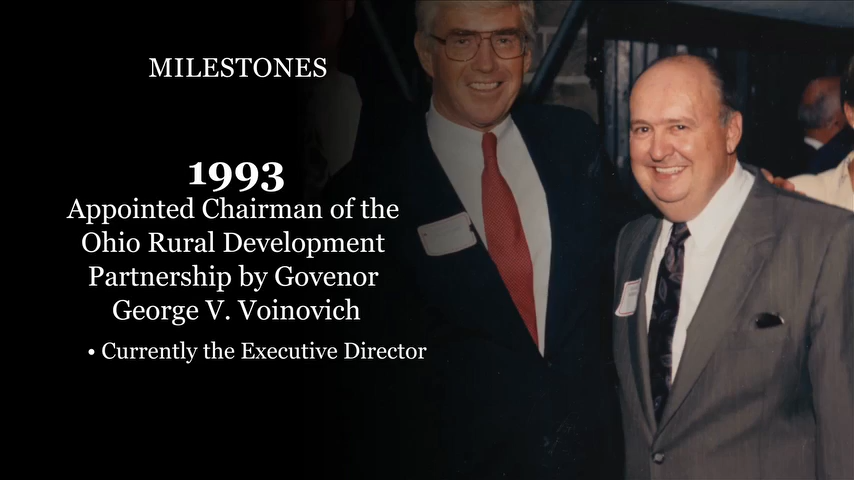 MILESTONES
1993
Appointed Chairman of the
Ohio Rural Development
Partnership by Govenor
George V. Voinovich
• Currently the Executive Director